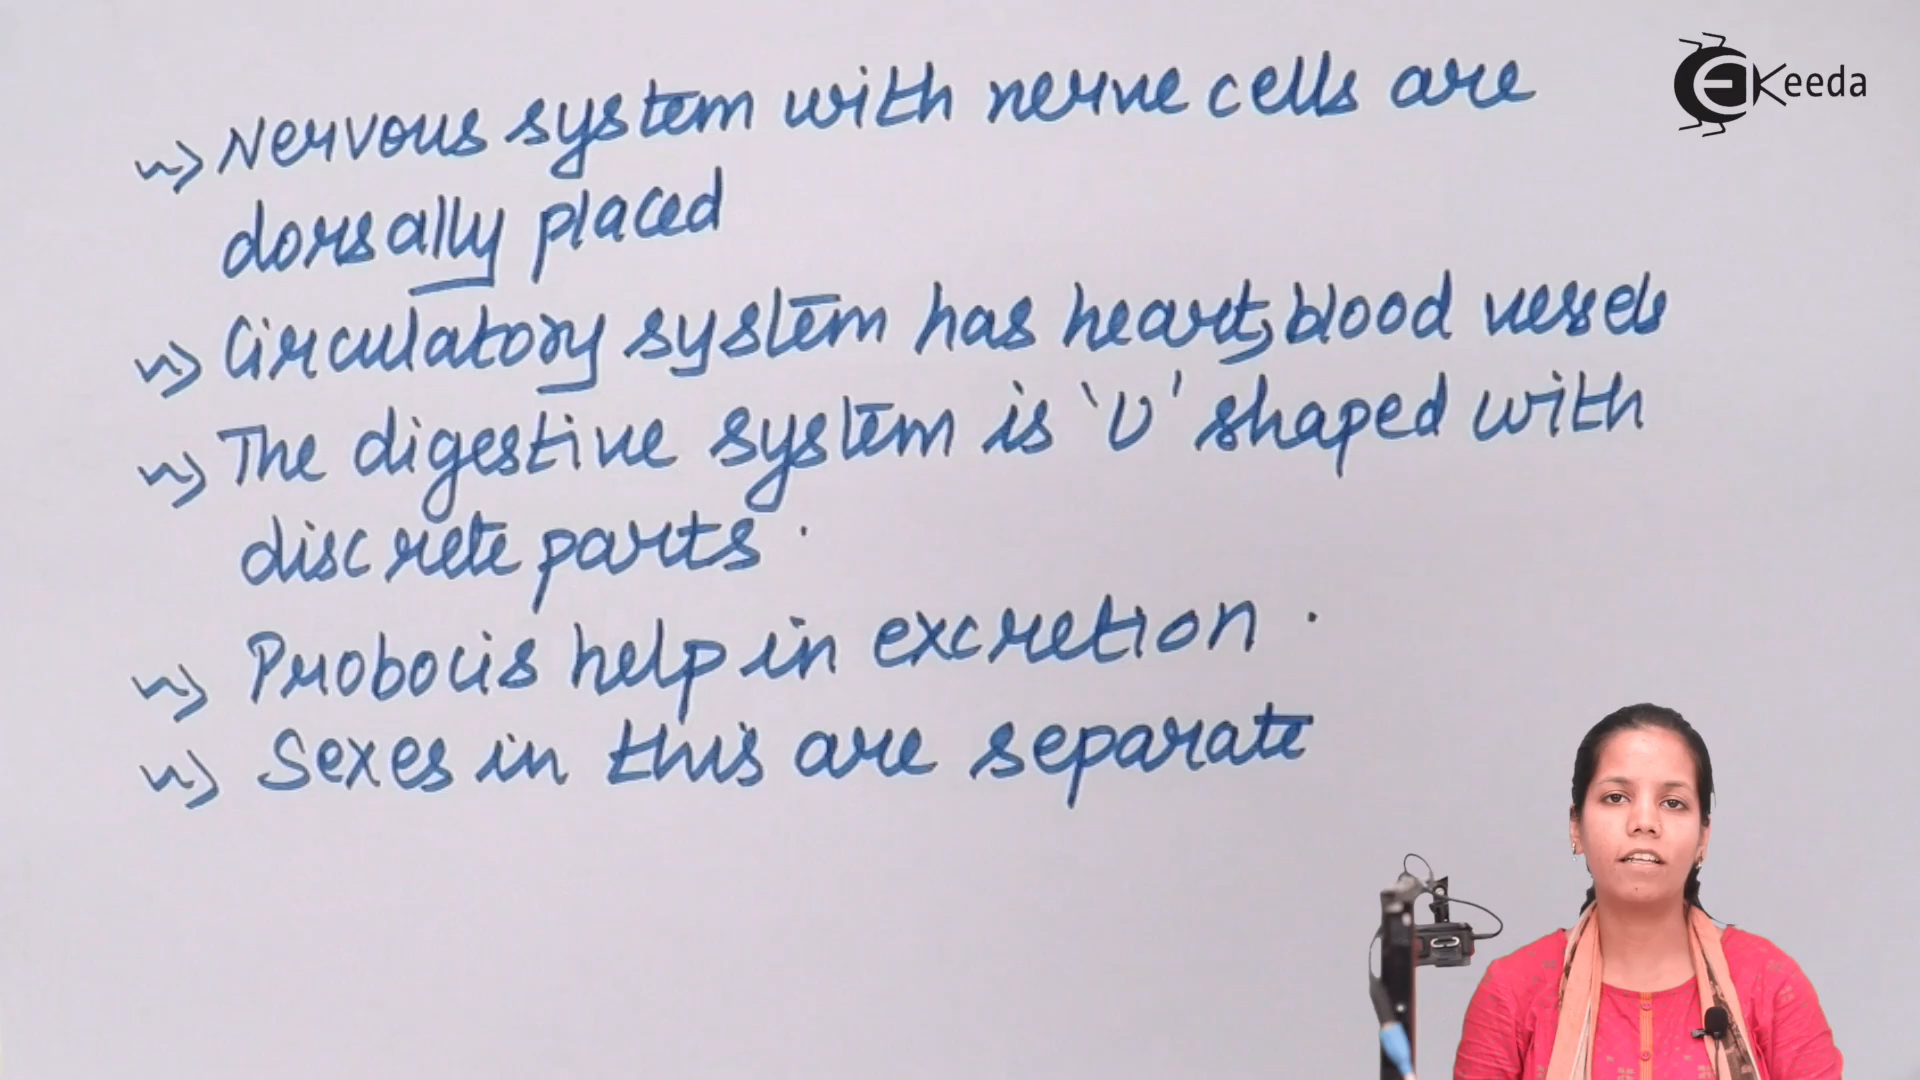 Nervous system with nerve cells are
dorsally placed
Circulatory system has heart, blood vessels
The digestive system is 'U' shaped with
discrete parts.
Probocis help in excretion.
Sexes in this are separate
EKeeda